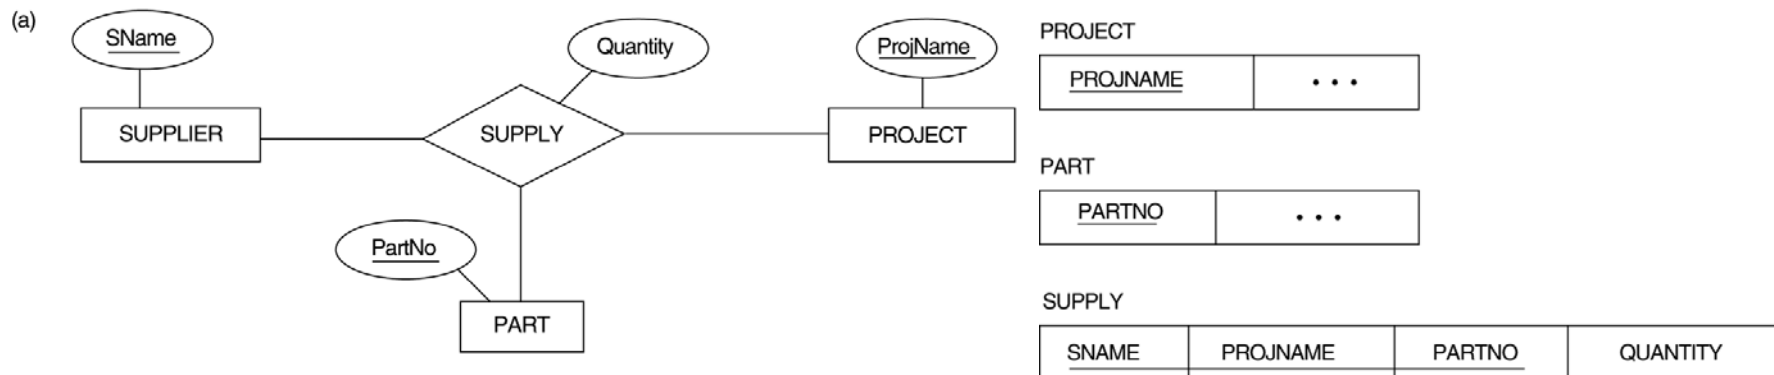 (a)
SName
Quantity
ProjName
SUPPLIER
SUPPLY
PROJECT
PartNo
PART
PROJECT
PROJNAME
• • •
PART
PARTNO
• • •
SUPPLY
SNAME PROJNAME PARTNO QUANTITY